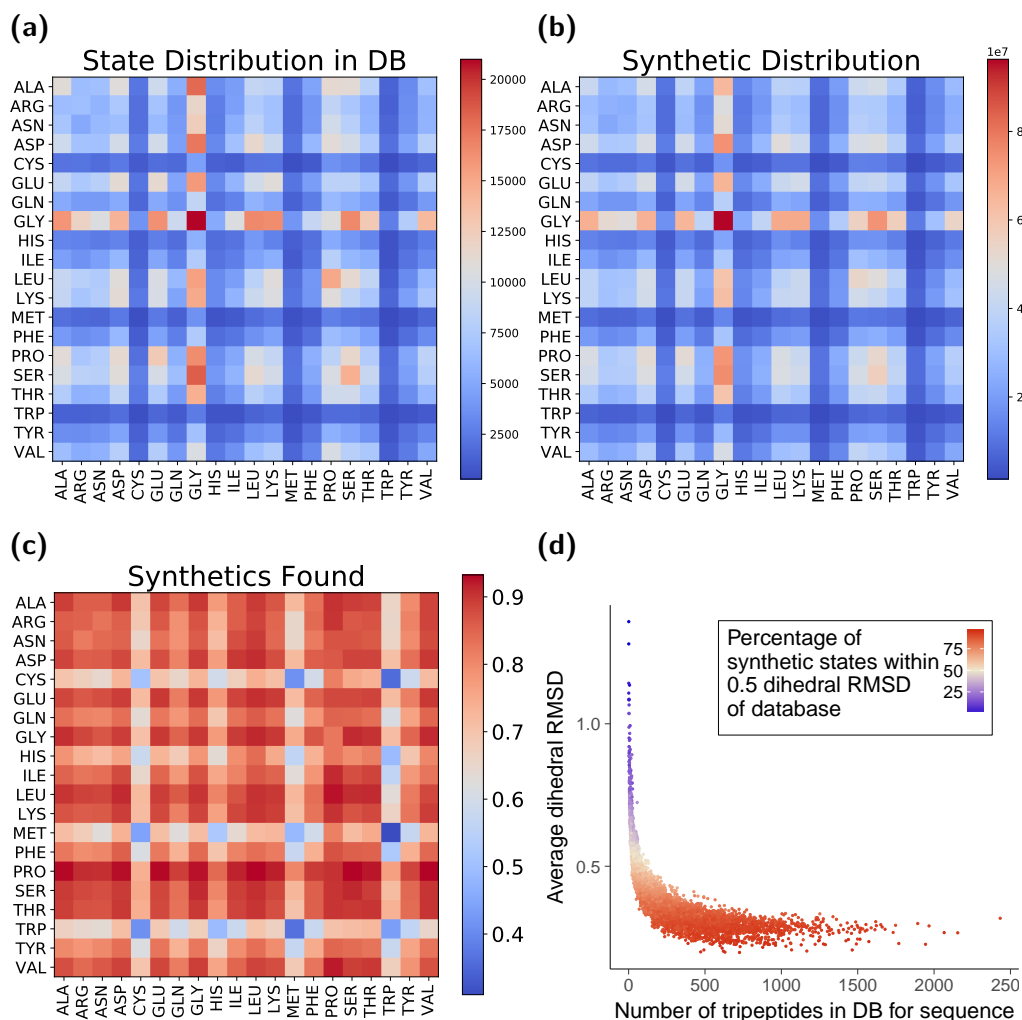 (a)
State Distribution in DB
ALA
ARG
ASN
ASP
CYS
GLU
GLN
GLY
HIS
ILE
LEU
LYS
MET
PHE
PRO
SER
THR
TRP
TYR
VAL
ALA ARG ASN ASP CYS GLU GLN GLY HIS ILE LEU LYS MET PHE PRO SER THR TRP TYR VAL
20000
17500
15000
12500
10000
7500
5000
2500
(b)
Synthetic Distribution
ALA
ARG
ASN
ASP
CYS
GLU
GLN
GLY
HIS
ILE
LEU
LYS
MET
PHE
PRO
SER
THR
TRP
TYR
VAL
ALA ARG ASN ASP CYS GLU GLN GLY HIS ILE LEU LYS MET PHE PRO SER THR TRP TYR VAL
1e7
8
6
4
2
(c)
Synthetics Found
ALA
ARG
ASN
ASP
CYS
GLU
GLN
GLY
HIS
ILE
LEU
LYS
MET
PHE
PRO
SER
THR
TRP
TYR
VAL
ALA ARG ASN ASP CYS GLU GLN GLY HIS ILE LEU LYS MET PHE PRO SER THR TRP TYR VAL
0.9
0.8
0.7
0.6
0.5
0.4
(d)
Average dihedral RMSD
1.0
0.5
Percentage of
synthetic states within
0.5 dihedral RMSD
of database
75
50
25
0 500 1000 1500 2000 250
Number of tripeptides in DB for sequence